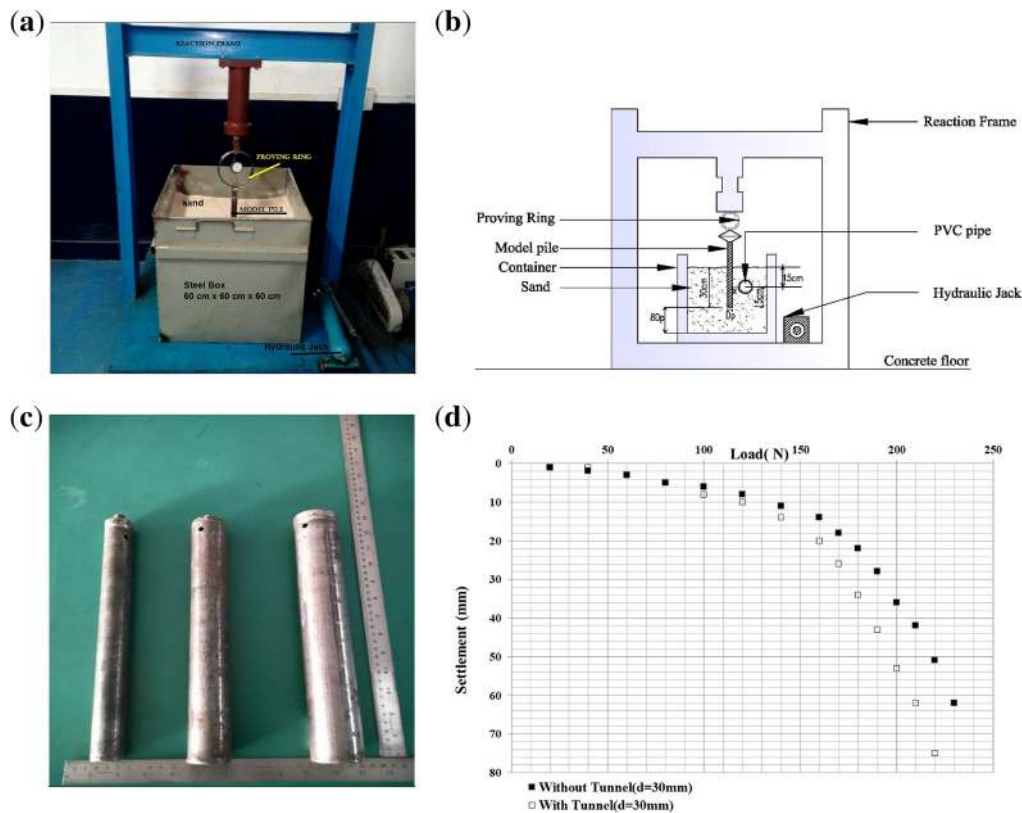 (a)
REACTION FRAME
PROVING RING
sand
MODEL PILE
Steel Box
60 cm x 60 cm x 60 cm
Hydraulic Jack
(b)
Reaction Frame
Proving Ring
PVC pipe
Model pile
Container
15cm
Sand
30cm
Hydraulic Jack
Concrete floor
(c)
(d)
0 50 100 150 200 250
Load( N)
0
10
20
30
40
50
60
70
80
Settlement (mm)
■ Without Tunnel(d=30mm)
□ With Tunnel(d=30mm)